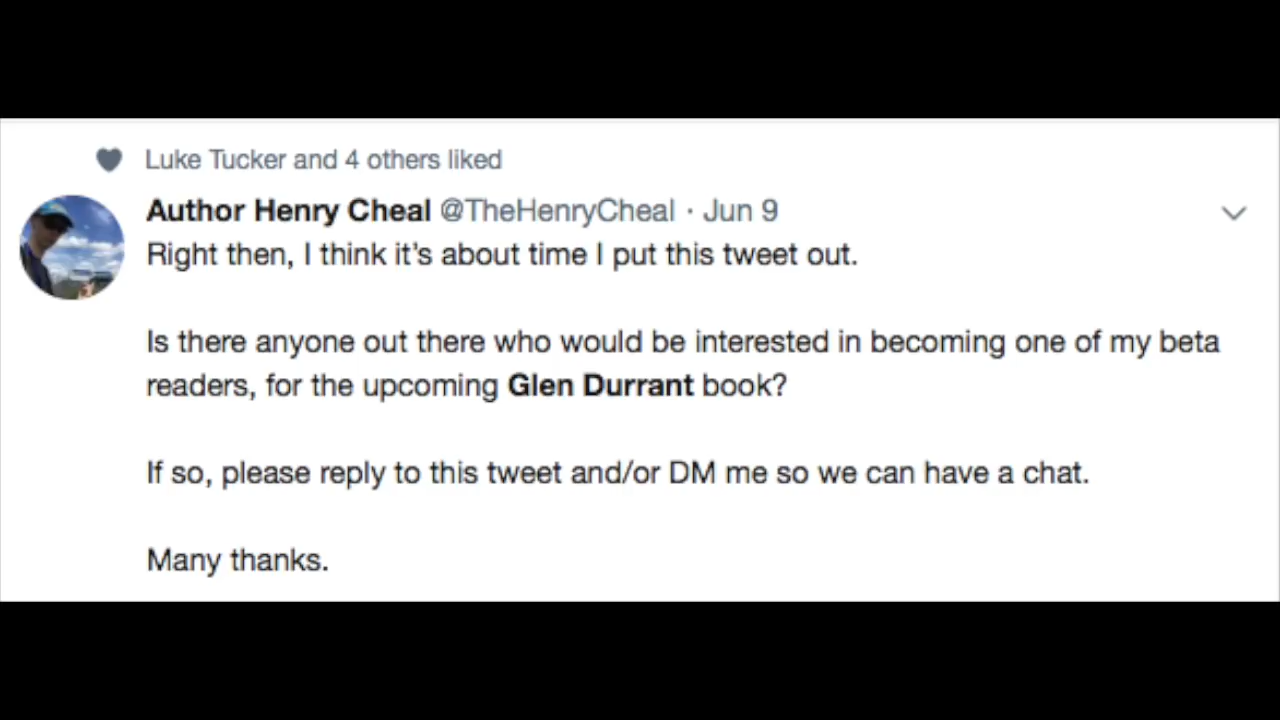 Luke Tucker and 4 others liked
Author Henry Cheal @TheHenryCheal · Jun 9
Right then, I think it's about time I put this tweet out.
Is there anyone out there who would be interested in becoming one of my beta
readers, for the upcoming Glen Durrant book?
If so, please reply to this tweet and/or DM me so we can have a chat.
Many thanks.